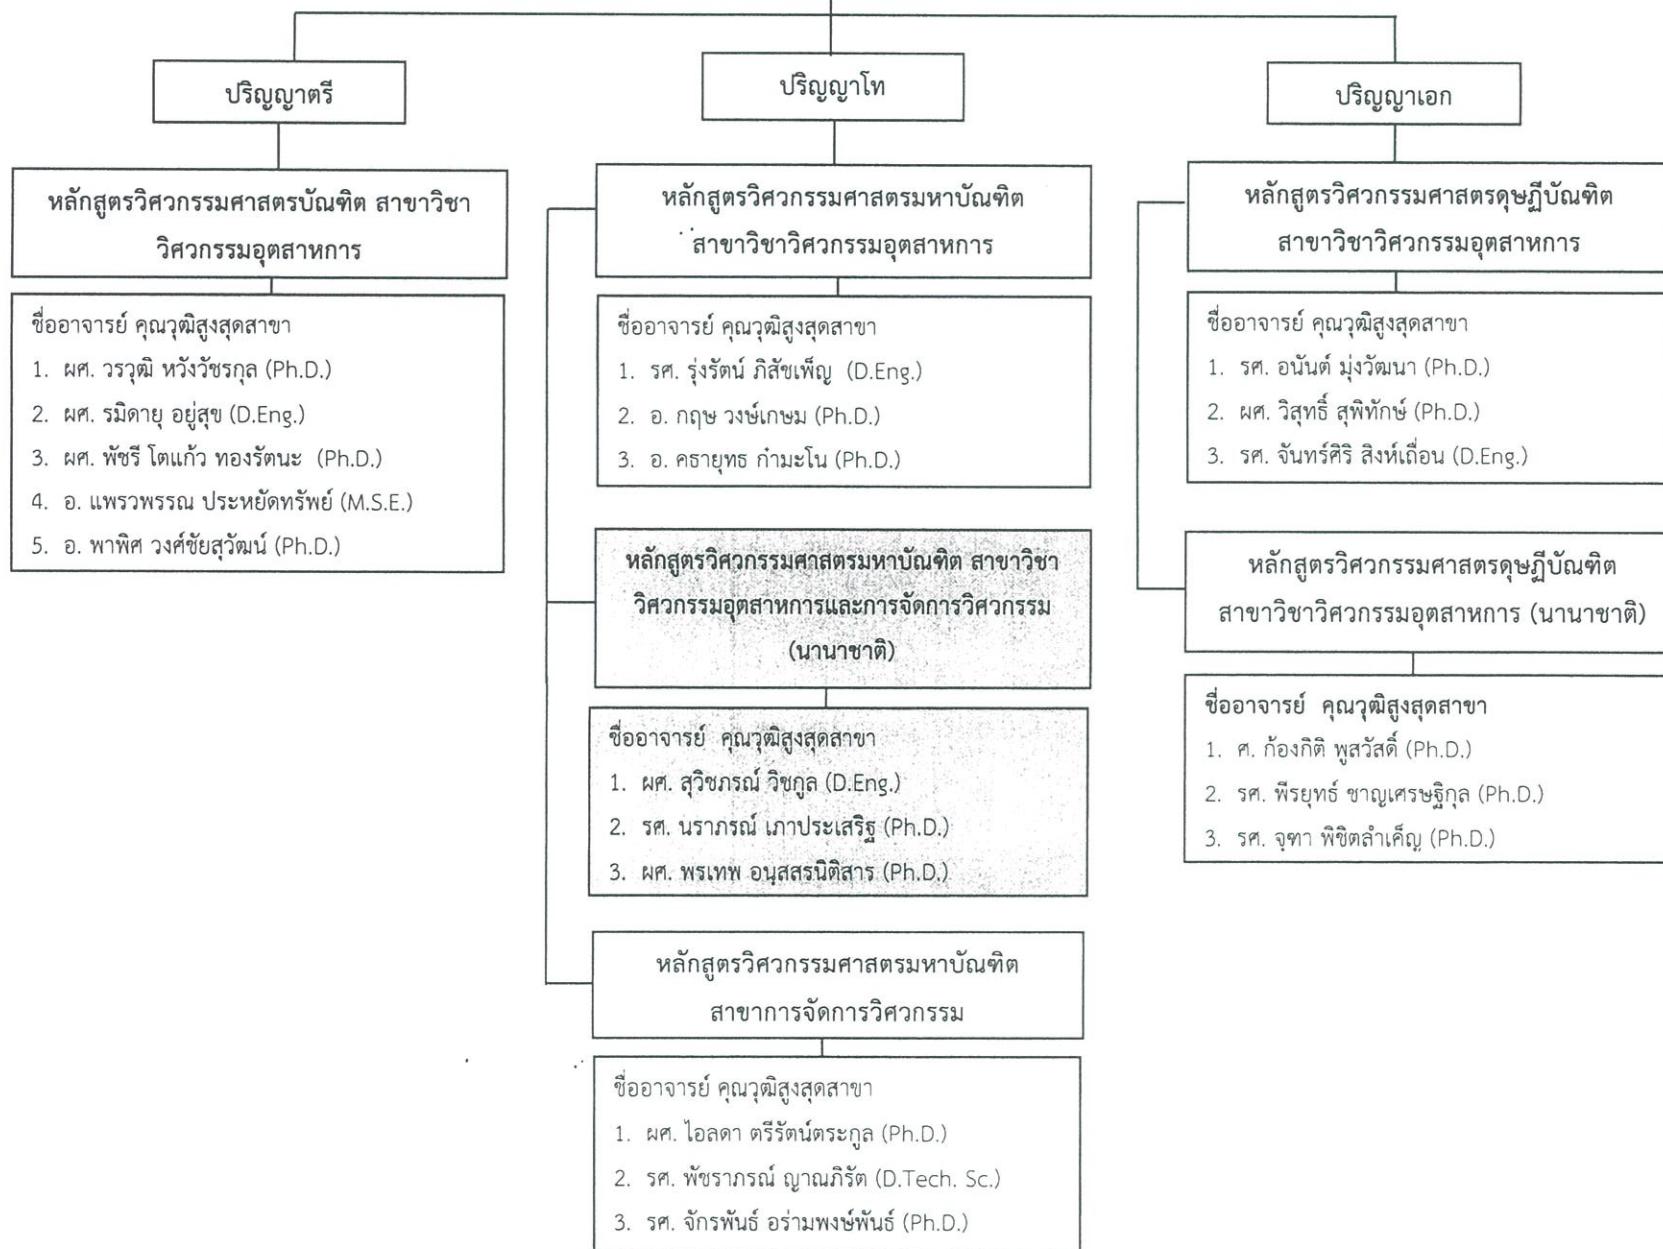 ปริญญาตรี
หลักสูตรวิศวกรรมศาสตรบัณฑิต สาขาวิชา
วิศวกรรมอุตสาหการ
ชื่ออาจารย์ คุณวุฒิสูงสุดสาขา
1. ผศ. วรวุฒิ หวังวัชรกุล (Ph.D.)
2. ผศ. รมิดายุ อยู่สุข (D.Eng.)
3. ผศ. พัชรี โตแก้ว ทองรัตนะ (Ph.D.)
4. อ. แพรวพรรณ ประหยัดทรัพย์ (M.S.E.)
5. อ. พาพิศ วงศ์ชัยสุวัฒน์ (Ph.D.)
ปริญญาโท
หลักสูตรวิศวกรรมศาสตรมหาบัณฑิต
สาขาวิชาวิศวกรรมอุตสาหการ
ชื่ออาจารย์ คุณวุฒิสูงสุดสาขา
1. รศ. รุ่งรัตน์ ภิสัชเพ็ญ (D.Eng.)
2. อ. กฤษ วงษ์เกษม (Ph.D.)
3. อ. คธายุทธ ก๋ามะโน (Ph.D.)
หลักสูตรวิศวกรรมศาสตรมหาบัณฑิต สาขาวิชา
วิศวกรรมอุตสาหการและการจัดการวิศวกรรม
(นานาชาติ)
ชื่ออาจารย์ คุณวุฒิสูงสุดสาขา
1. ผศ. สุวิชภรณ์ วิชกูล (D.Eng.)
2. รศ. นราภรณ์ เภาประเสริฐ (Ph.D.)
3. ผศ. พรเทพ อนุสสรนิติสาร (Ph.D.)
หลักสูตรวิศวกรรมศาสตรมหาบัณฑิต
สาขาการจัดการวิศวกรรม
ชื่ออาจารย์ คุณวุฒิสูงสุดสาขา
1. ผศ. ไอลดา ตรีรัตน์ตระกูล (Ph.D.)
2. รศ. พัชราภรณ์ ญาณภิรัต (D.Tech. Sc.)
3. รศ. จักรพันธ์ อร่ามพงษ์พันธ์ (Ph.D.)
ปริญญาเอก
หลักสูตรวิศวกรรมศาสตรดุษฎีบัณฑิต
สาขาวิชาวิศวกรรมอุตสาหการ
ชื่ออาจารย์ คุณวุฒิสูงสุดสาขา
1. รศ. อนันต์ มุ่งวัฒนา (Ph.D.)
2. ผศ. วิสุทธิ์ สุพิทักษ์ (Ph.D.)
3. รศ. จันทร์ศิริ สิงห์เถื่อน (D.Eng.)
หลักสูตรวิศวกรรมศาสตรดุษฎีบัณฑิต
สาขาวิชาวิศวกรรมอุตสาหการ (นานาชาติ)
ชื่ออาจารย์ คุณวุฒิสูงสุดสาขา
1. ศ. ก้องกิติ พูสวัสดิ์ (Ph.D.)
2. รศ. พีรยุทธ์ ชาญเศรษฐิกุล (Ph.D.)
3. รศ. จุฑา พิชิตลำเค็ญ (Ph.D.)